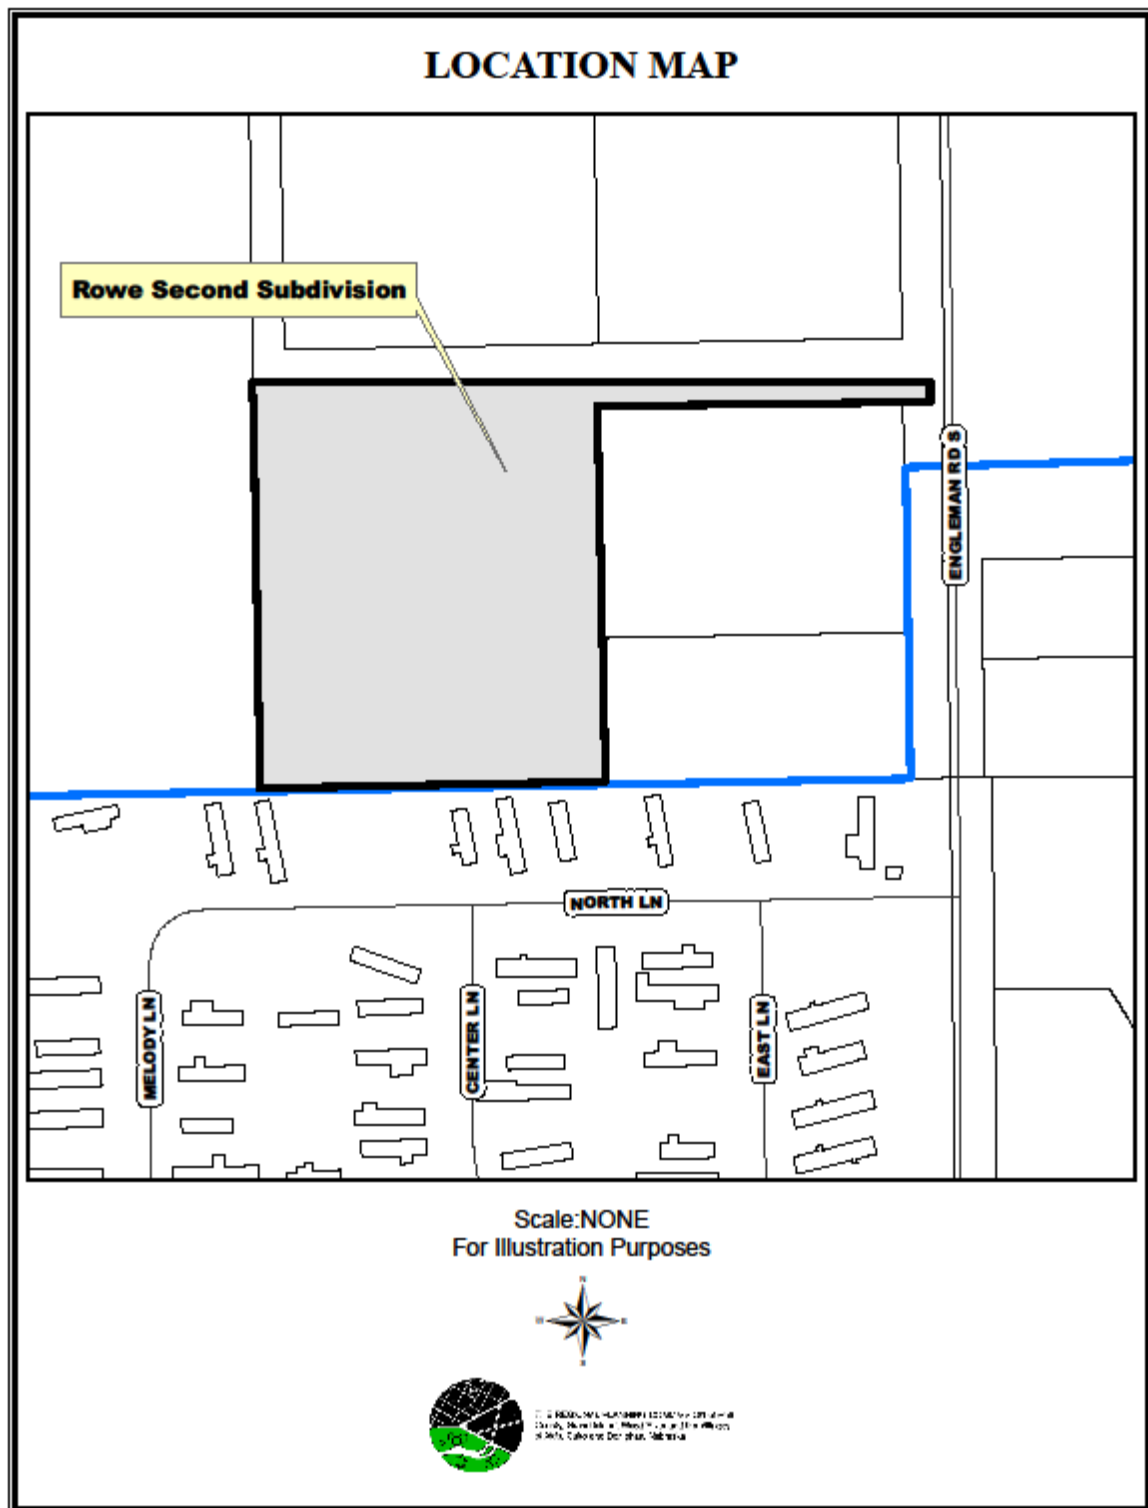 LOCATION MAP
Rowe Second Subdivision
ENGLEMAN RD S
NORTH LN
MELODY LN
CENTER LN
EAST LN
Scale:NONE
For Illustration Purposes
N
W E
S
Nebraska